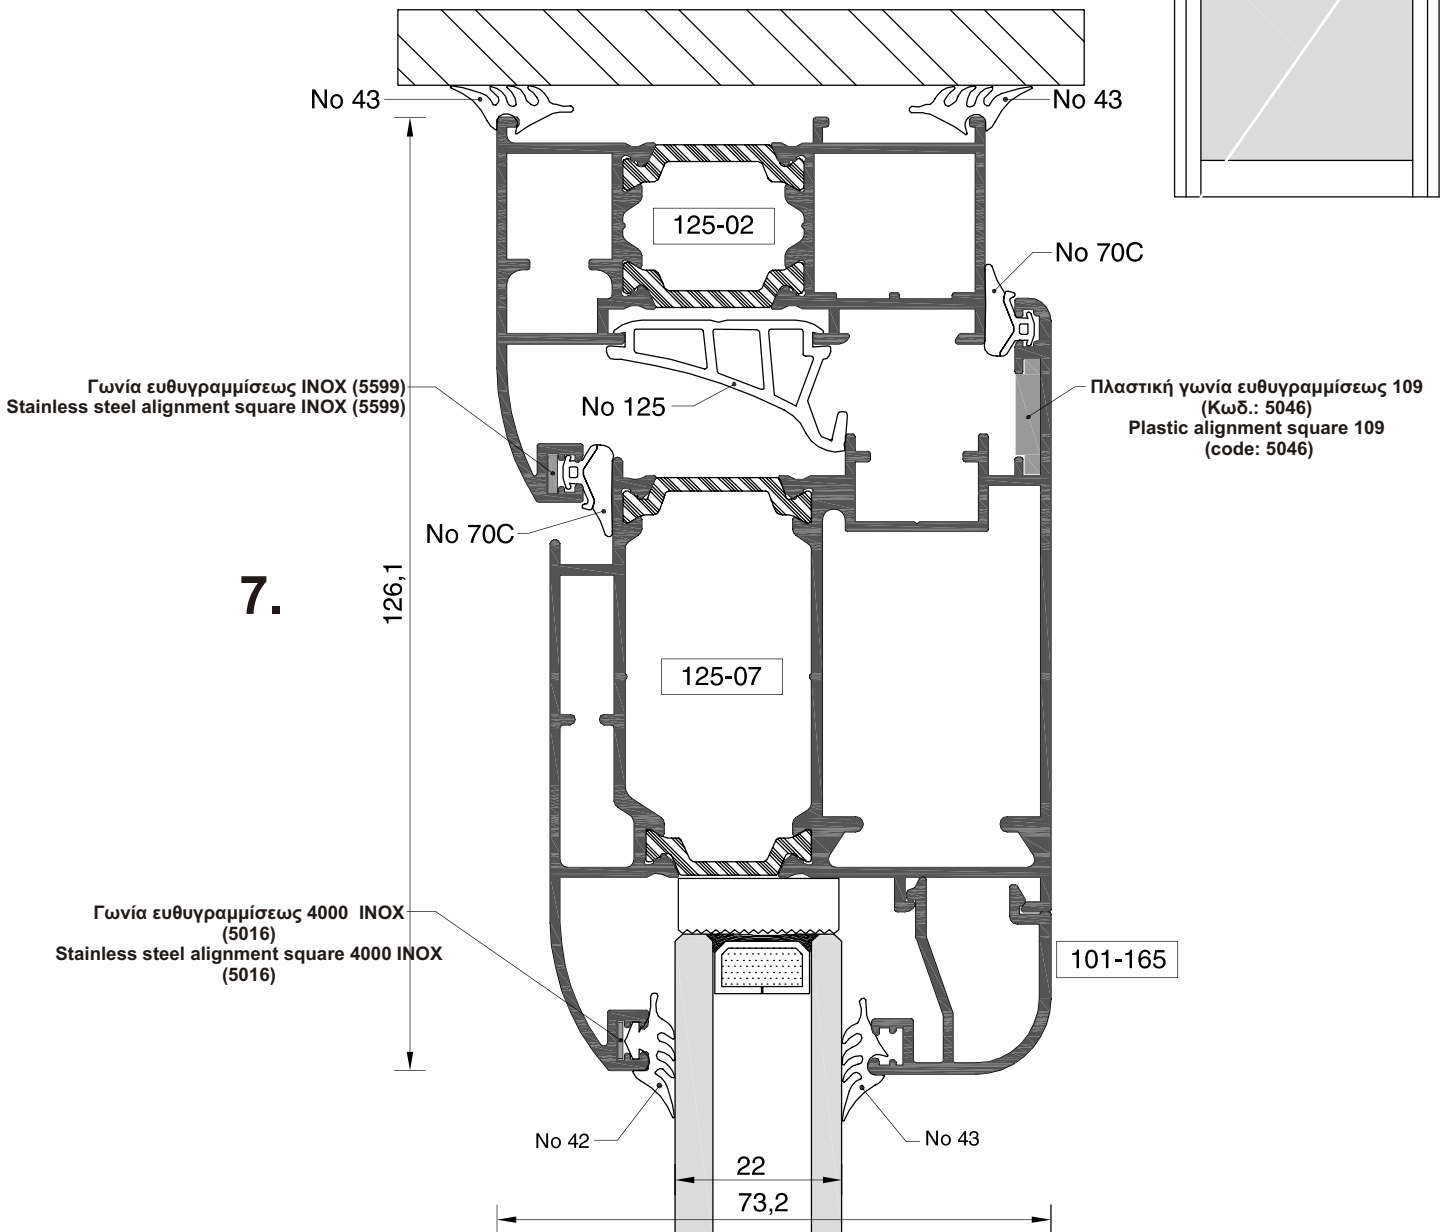 No 43
No 43
125-02
No 70C
Γωνία ευθυγραμμίσεως INOX (5599)
Stainless steel alignment square INOX (5599)
No 125
Πλαστική γωνία ευθυγραμμίσεως 109
(Κωδ.: 5046)
Plastic alignment square 109
(code: 5046)
No 70C
7.
126,1
125-07
Γωνία ευθυγραμμίσεως 4000 INOX
(5016)
Stainless steel alignment square 4000 INOX
(5016)
101-165
No 42
No 43
22
73,2